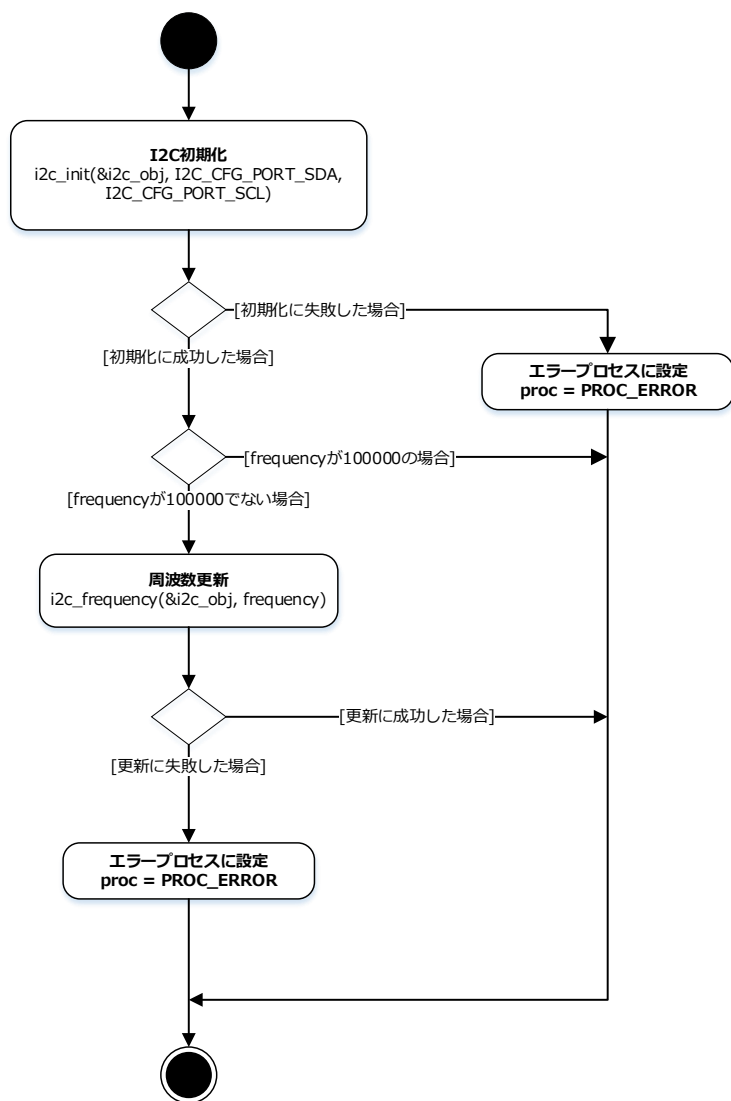 I2C初期化
i2c_init(&i2c_obj, I2C_CFG_PORT_SDA,
I2C_CFG_PORT_SCL)
[初期化に失敗した場合]
[初期化に成功した場合]
エラープロセスに設定
proc = PROC_ERROR
[frequencyが100000の場合]
[frequencyが100000でない場合]
周波数更新
i2c_frequency(&i2c_obj, frequency)
[更新に成功した場合]
[更新に失敗した場合]
エラープロセスに設定
proc = PROC_ERROR